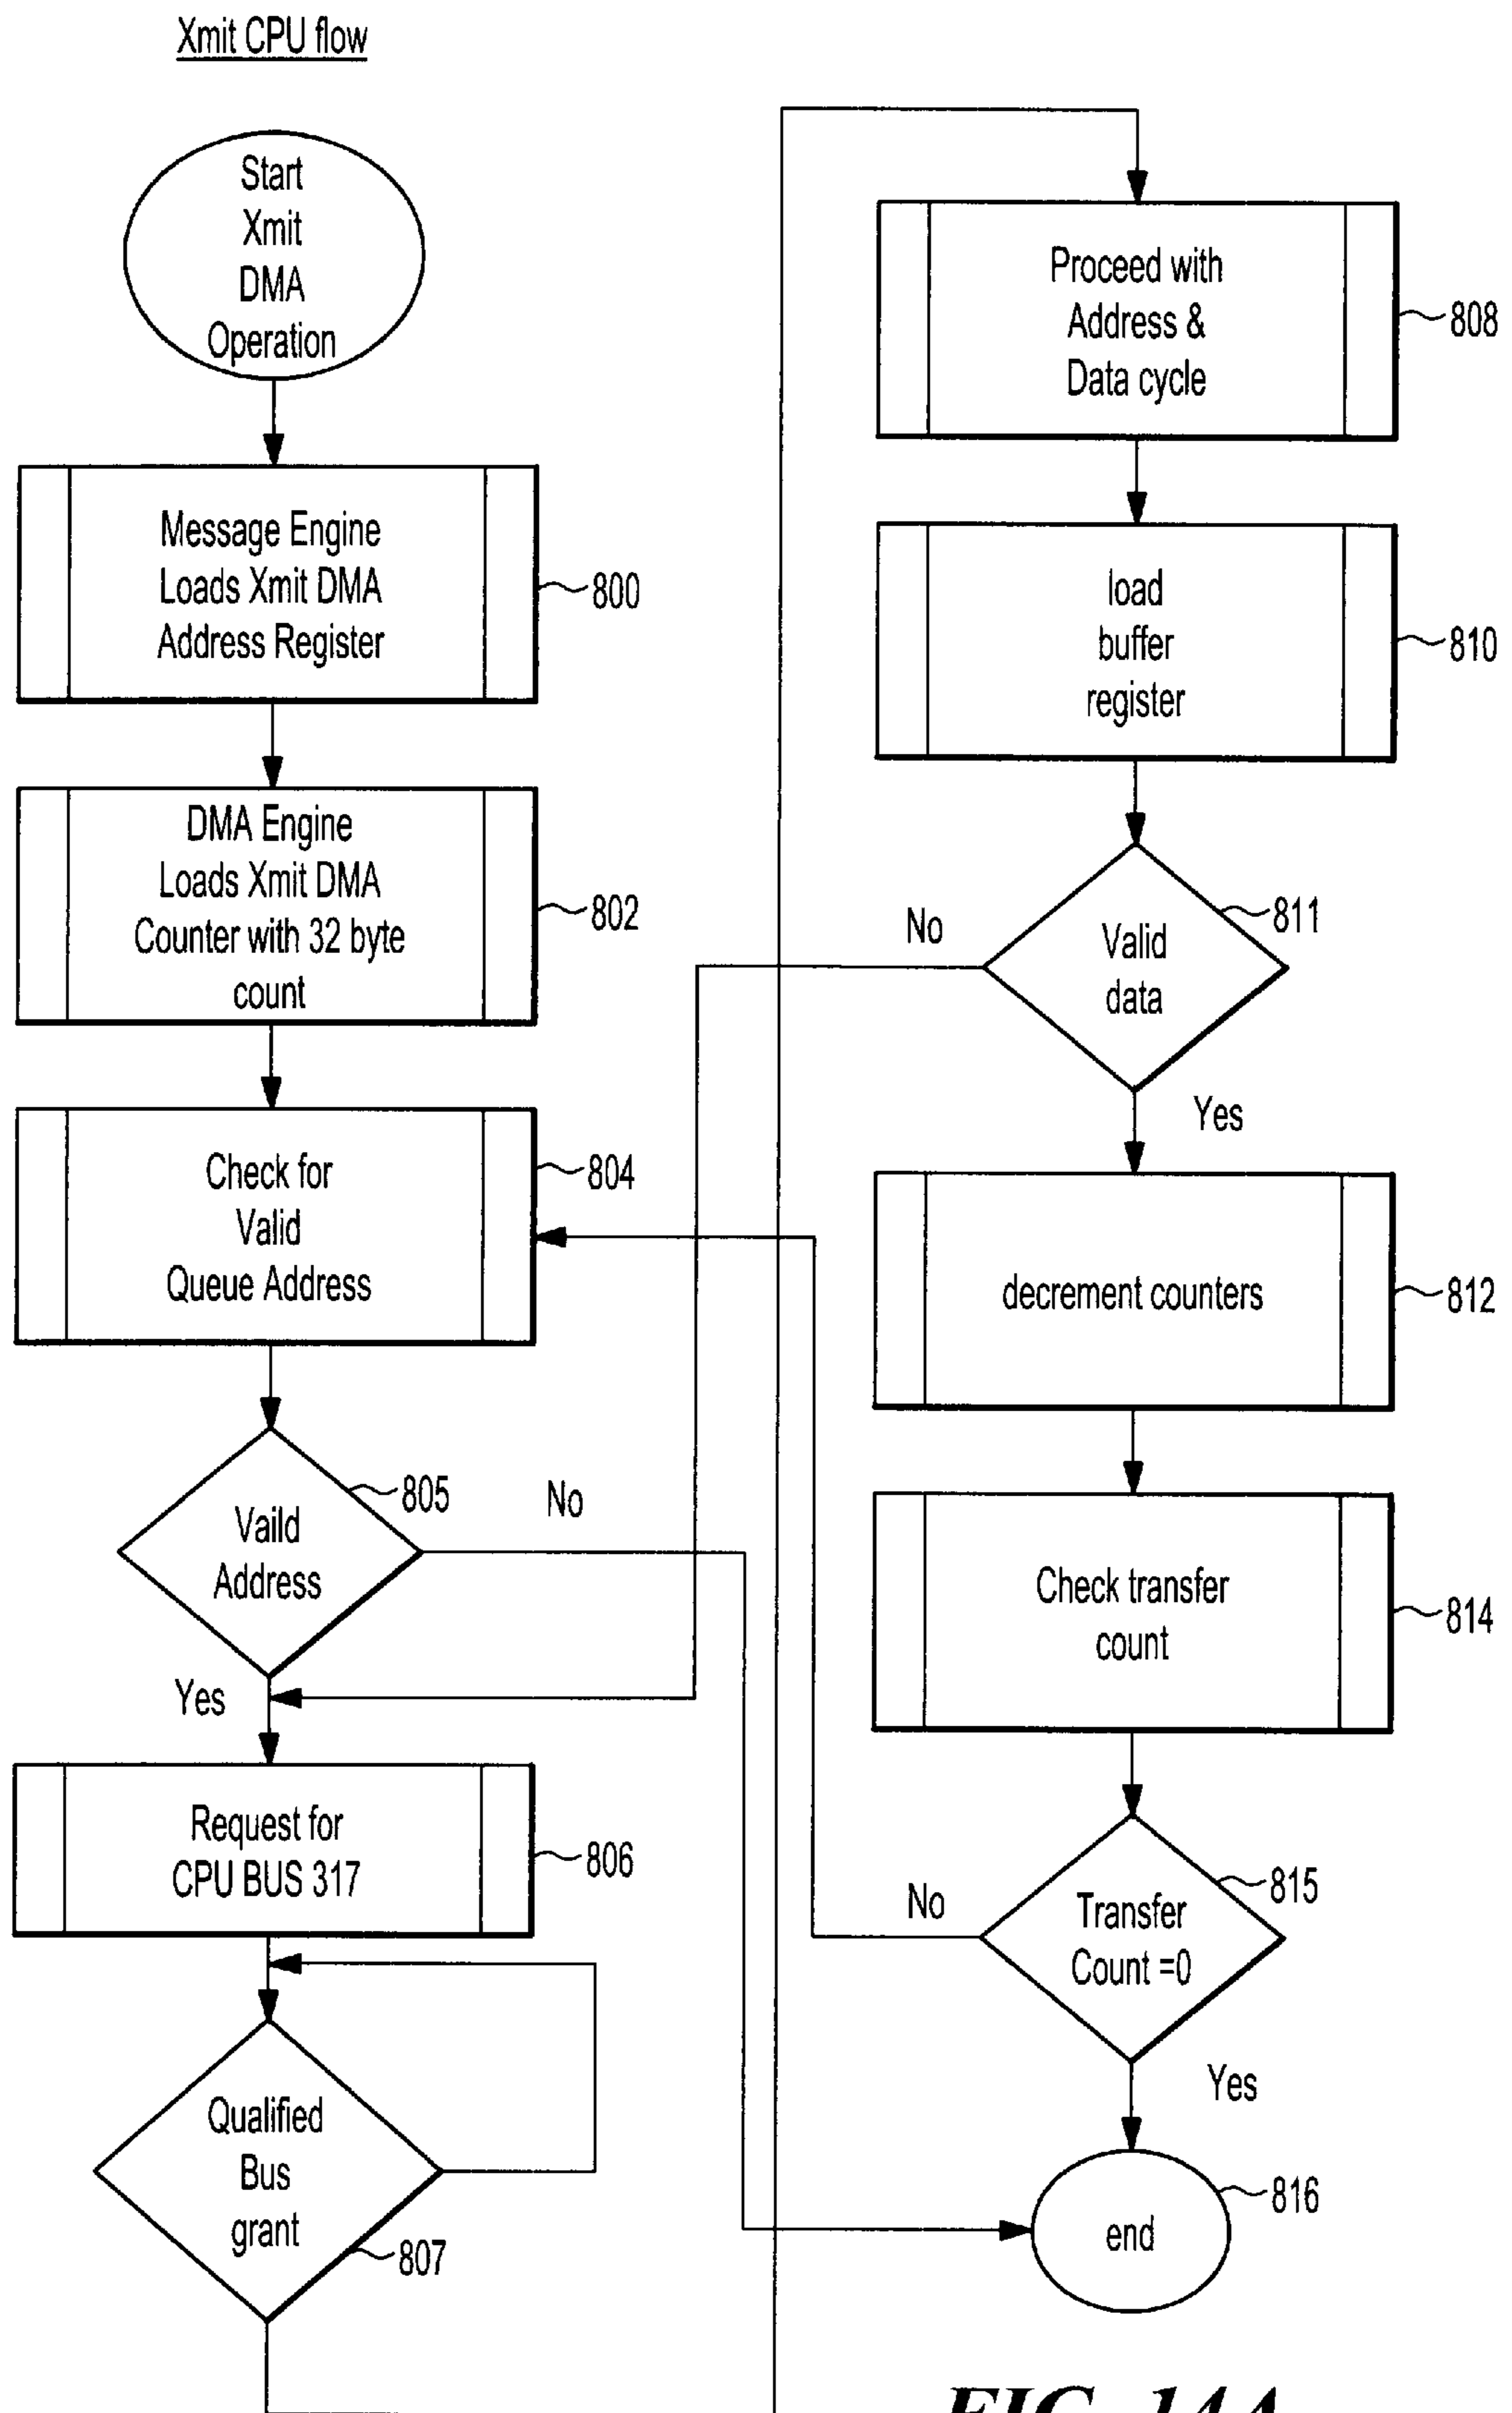 Xmit CPU flow
Start
Xmit
DMA
Operation
Message Engine
Loads Xmit DMA
Address Register
800
DMA Engine
Loads Xmit DMA
Counter with 32 byte
count
802
Check for
Valid
Queue Address
804
Vaild
Address
805
No
Yes
Request for
CPU BUS 317
806
Qualified
Bus
grant
807
Proceed with
Address &
Data cycle
808
load
buffer
register
810
Valid
data
811
No
Yes
decrement counters
812
Check transfer
count
814
Transfer
Count =0
815
No
Yes
end
816
FIG. 14A